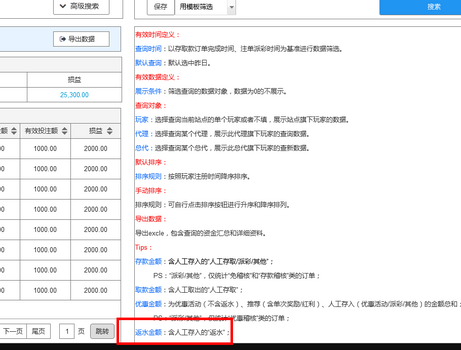 高级搜索
保存
用模板筛选
搜索
导出数据
损益
25,300.00
额 有效投注额 损益
00 1000.00 2000.00
00 1000.00 2000.00
00 1000.00 2000.00
00 1000.00 2000.00
00 1000.00 2000.00
00 1000.00 2000.00
00 1000.00 2000.00
00 1000.00 2000.00
下一页 尾页 1 页 跳转
有效时间定义：
查询时间：以存取款订单完成时间、注单派彩时间为基准进行数据筛选。
默认查询：默认选中昨日。
有效数据定义：
展示条件：筛选查询的数据对象，数据为0的不展示。
查询对象：
玩家：选择查询当前站点的单个玩家或者不填，展示站点旗下玩家的数据。
代理：选择查询某个代理，展示此代理旗下玩家的查询数据。
总代：选择查询某个总代，展示此总代旗下玩家的查新数据。
默认排序：
排序规则：按照玩家注册时间降序排序。
手动排序：
排序规则：可自行点击排序按钮进行升序和降序排列。
导出数据：
导出excle，包含查询的资金汇总和详细资料。
Tips：
存款金额：含人工存入的“人工存取/派彩/其他”；
PS：“派彩/其他”，仅统计“免稽核”和“存款稽核”类的订单；
取款金额：含人工取出的“人工存取”；
优惠金额：为优惠活动（不含返水）、推荐（含单次奖励/红利）、人工存入（优惠活动/派彩/其他）的金额总和；
PS：“派彩/其他”，仅统计“优惠稽核”类的订单；
返水金额：含人工存入的“返水”；